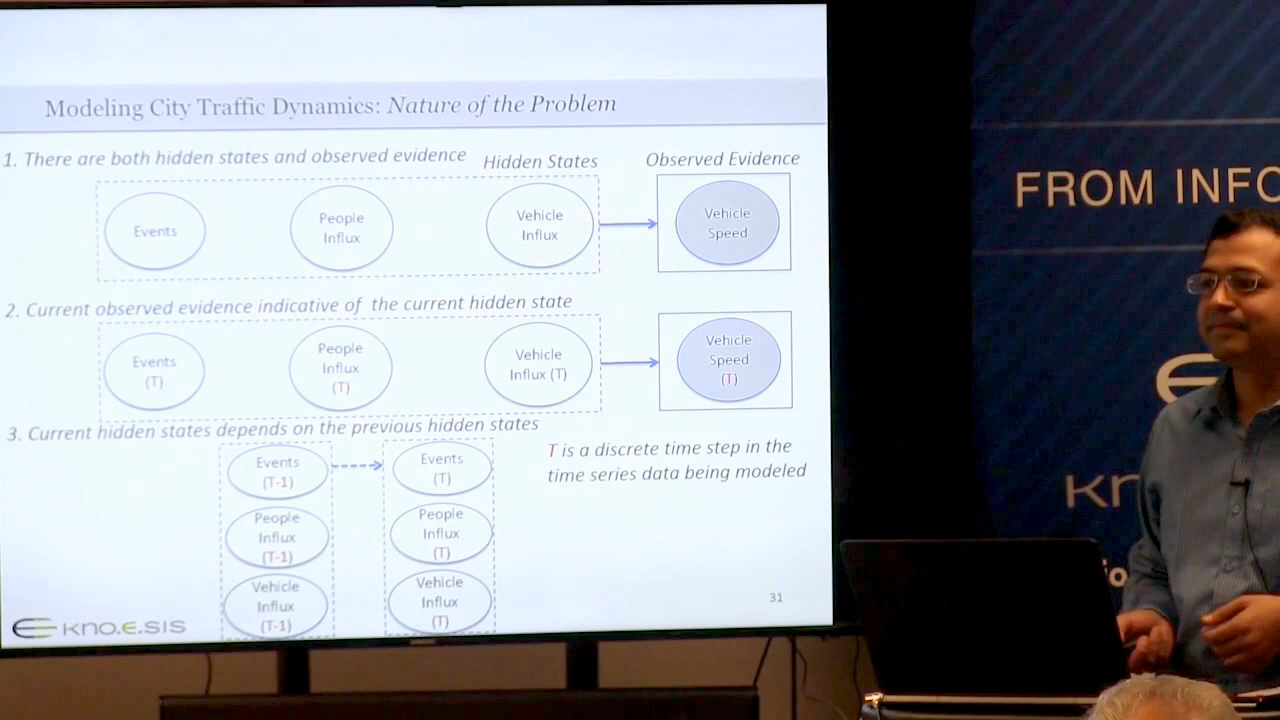 Modeling City Traffic Dynamics: Nature of the Problem
1. There are both hidden states and observed evidence
Hidden States
Observed Evidence
Events
People
Influx
Vehicle
Influx
Vehicle
Speed
2. Current observed evidence indicative of the current hidden state
Events
(T)
People
Influx
(T)
Vehicle
Influx (T)
Vehicle
Speed
(T)
3. Current hidden states depends on the previous hidden states
Events
(T-1)
Events
(T)
People
Influx
(T-1)
People
Influx
(T)
Vehicle
Influx
(T-1)
Vehicle
Influx
(T)
T is a discrete time step in the
time series data being modeled
31
KNO.E.SIS
FROM INFO